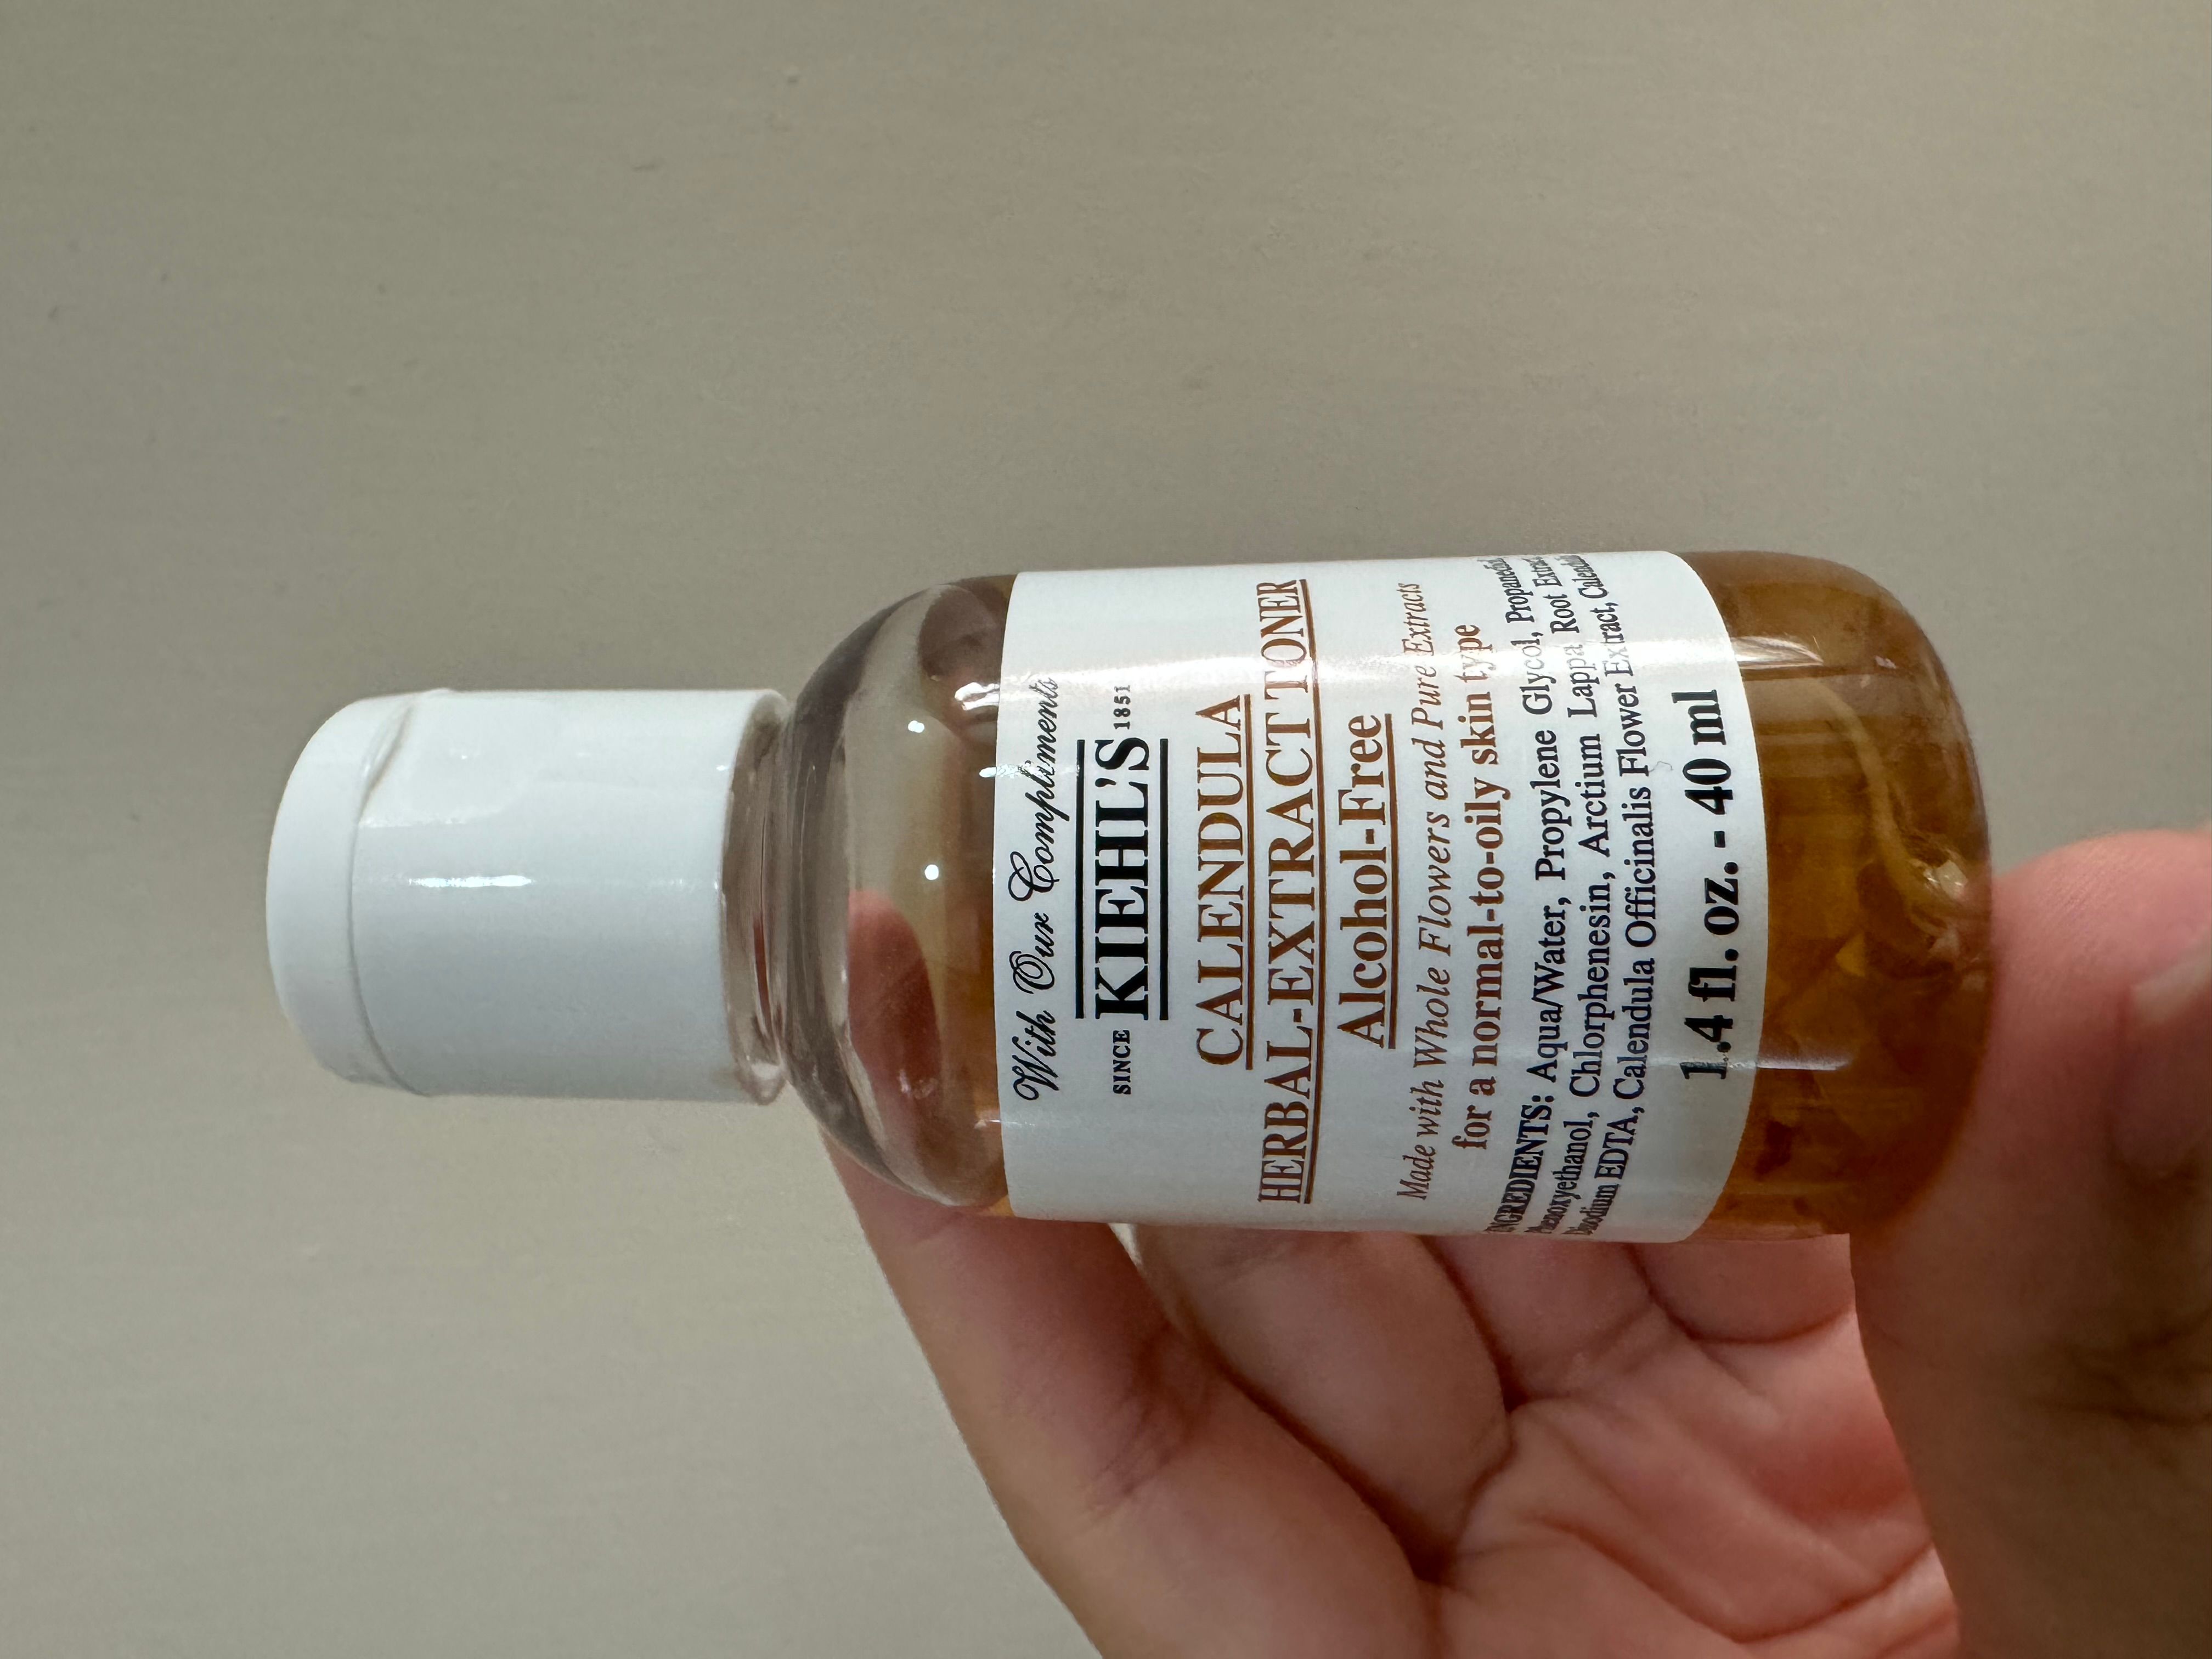 With Our Compliments
SINCE KIEHL'S 1851
CALENDULA
HERBAL-EXTRACT TONER
Alcohol-Free
Made with Whole Flowers and Pure Extracts
for a normal-to-oily skin type
INGREDIENTS: Aqua/Water, Propylene Glycol,
Phenoxyethanol, Chlorphenesin, Arctium Lappa Root
Disodium EDTA, Calendula Officinalis Flower Extract,
1.4 fl. oz. - 40 ml